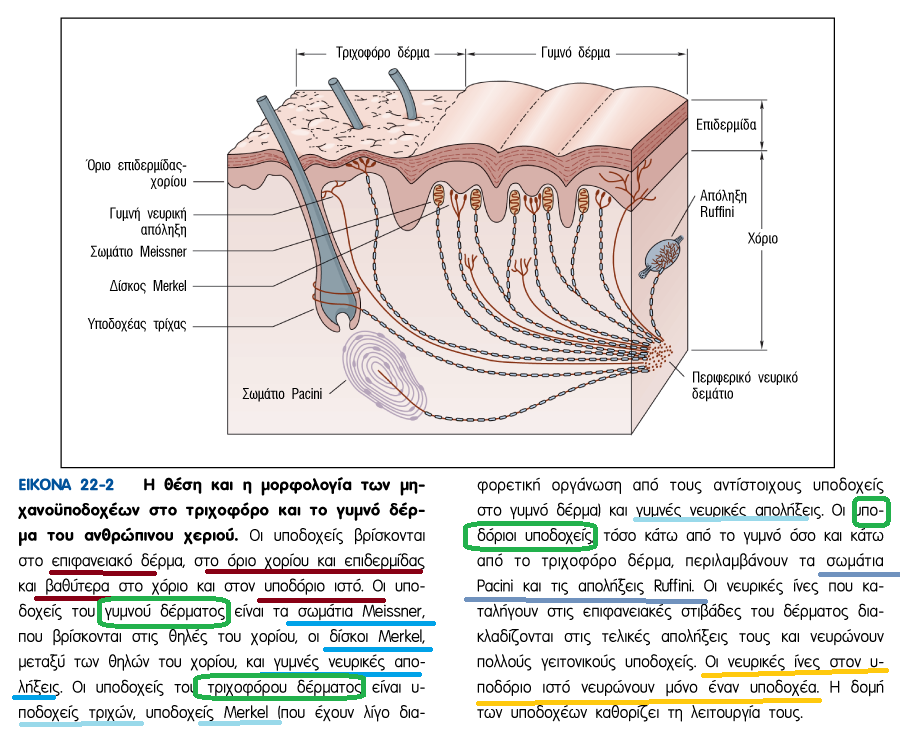 Τριχοφόρο δέρμα
Γυμνό δέρμα
Επιδερμίδα
Όριο επιδερμίδας-
χορίου
Γυμνή νευρική
απόληξη
Σωμάτιο Meissner
Δίσκος Merkel
Υποδοχέας τρίχας
Σωμάτιο Pacini
Απόληξη
Ruffini
Χόριο
Περιφερικό νευρικό
δεμάτιο
ΕΙΚΟΝΑ 22-2 Η θέση και η μορφολογία των μη-
χανοϋποδοχέων στο τριχοφόρο και το γυμνό δέρ-
μα του ανθρώπινου χεριού. Οι υποδοχείς βρίσκονται
στο επιφανειακό δέρμα, στο όριο χορίου και επιδερμίδας
και βαθύτερα στο χόριο και στον υποδόριο ιστό. Οι υπο-
δοχείς του γυμνού δέρματος είναι τα σωμάτια Meissner,
που βρίσκονται στις θηλές του χορίου, οι δίσκοι Merkel,
μεταξύ των θηλών του χορίου, και γυμνές νευρικές απο-
λήξεις. Οι υποδοχείς του τριχοφόρου δέρματος είναι υ-
ποδοχείς τριχών, υποδοχείς Merkel (που έχουν λίγο δια-
φορετική οργάνωση από τους αντίστοιχους υποδοχείς
στο γυμνό δέρμα) και γυμνές νευρικές απολήξεις. Οι υπο-
δόριοι υποδοχείς, τόσο κάτω από το γυμνό όσο και κάτω
από το τριχοφόρο δέρμα, περιλαμβάνουν τα σωμάτια
Pacini και τις απολήξεις Ruffini. Οι νευρικές ίνες που κα-
ταλήγουν στις επιφανειακές στιβάδες του δέρματος δια-
κλαδίζονται στις τελικές απολήξεις τους και νευρώνουν
πολλούς γειτονικούς υποδοχείς. Οι νευρικές ίνες στον υ-
ποδόριο ιστό νευρώνουν μόνο έναν υποδοχέα. Η δομή
των υποδοχέων καθορίζει τη λειτουργία τους.